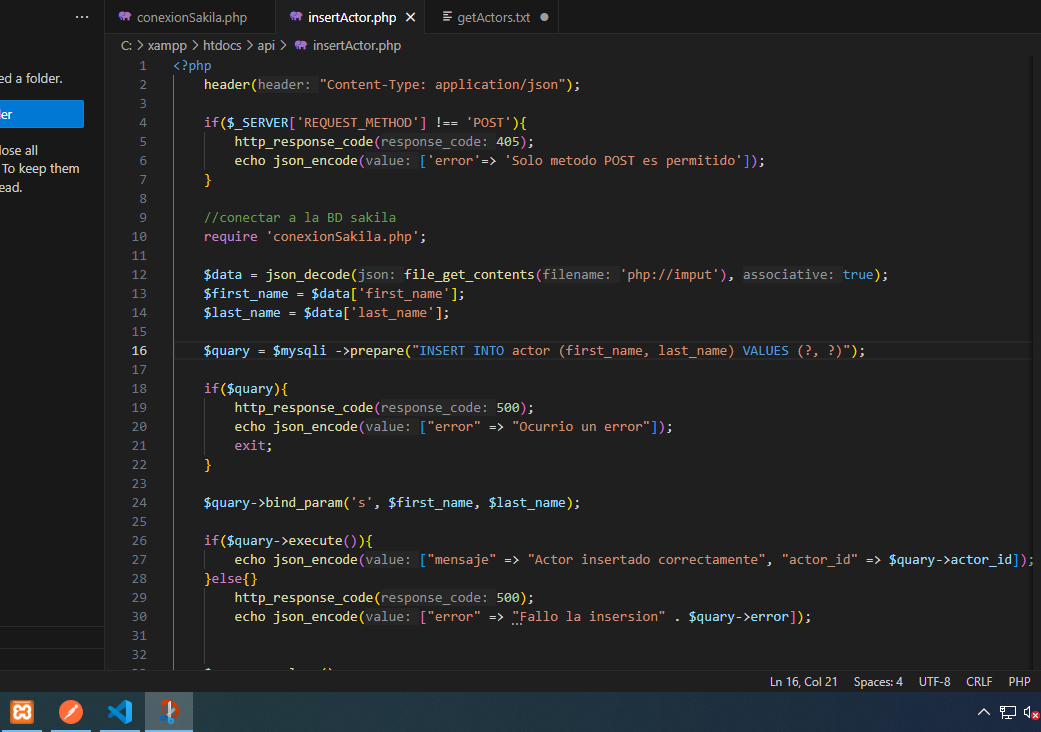 ··· conexionSakila.php insertActor.php × getActors.txt ●
C: > xampp > htdocs > api > insertActor.php
ed a folder.
er
lose all
To keep them
ead.
1 <?php
2 header(header: "Content-Type: application/json");
3
4 if($_SERVER['REQUEST_METHOD'] !== 'POST'){
5 http_response_code(response_code: 405);
6 echo json_encode(value: ['error'=> 'Solo metodo POST es permitido']);
7 }
8
9 //conectar a la BD sakila
10 require 'conexionSakila.php';
11
12 $data = json_decode(json: file_get_contents(filename: 'php://imput'), associative: true);
13 $first_name = $data['first_name'];
14 $last_name = $data['last_name'];
15
16 $quary = $mysqli ->prepare("INSERT INTO actor (first_name, last_name) VALUES (?, ?)");
17
18 if($quary){
19 http_response_code(response_code: 500);
20 echo json_encode(value: ["error" => "Ocurrio un error"]);
21 exit;
22 }
23
24 $quary->bind_param('s', $first_name, $last_name);
25
26 if($quary->execute()){
27 echo json_encode(value: ["mensaje" => "Actor insertado correctamente", "actor_id" => $quary->actor_id]);
28 }else{}
29 http_response_code(response_code: 500);
30 echo json_encode(value: ["error" => "Fallo la insersion" . $quary->error]);
31
32
Ln 16, Col 21 Spaces: 4 UTF-8 CRLF PHP